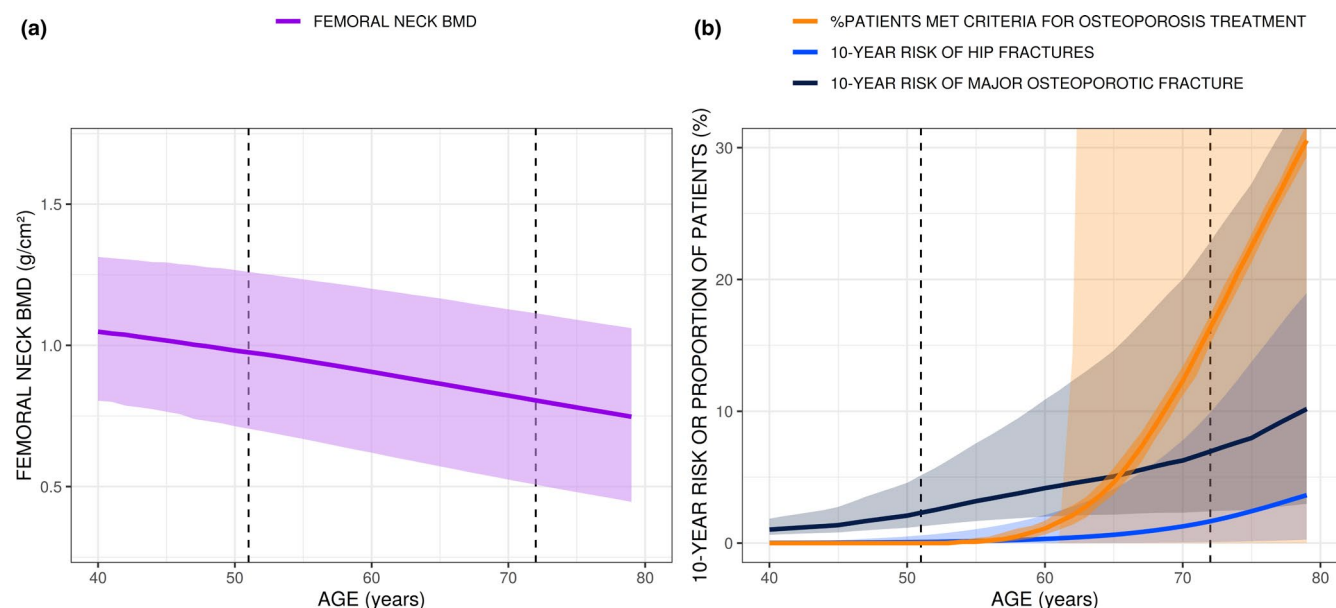 (a)
FEMORAL NECK BMD
FEMORAL NECK BMD (g/cm²)
1.5
1.0
0.5
40
50
60
70
80
AGE (years)
(b)
%PATIENTS MET CRITERIA FOR OSTEOPOROSIS TREATMENT
10-YEAR RISK OF HIP FRACTURES
10-YEAR RISK OF MAJOR OSTEOPOROTIC FRACTURE
10-YEAR RISK OR PROPORTION OF PATIENTS (%)
30
20
10
0
40
50
60
70
80
AGE (years)